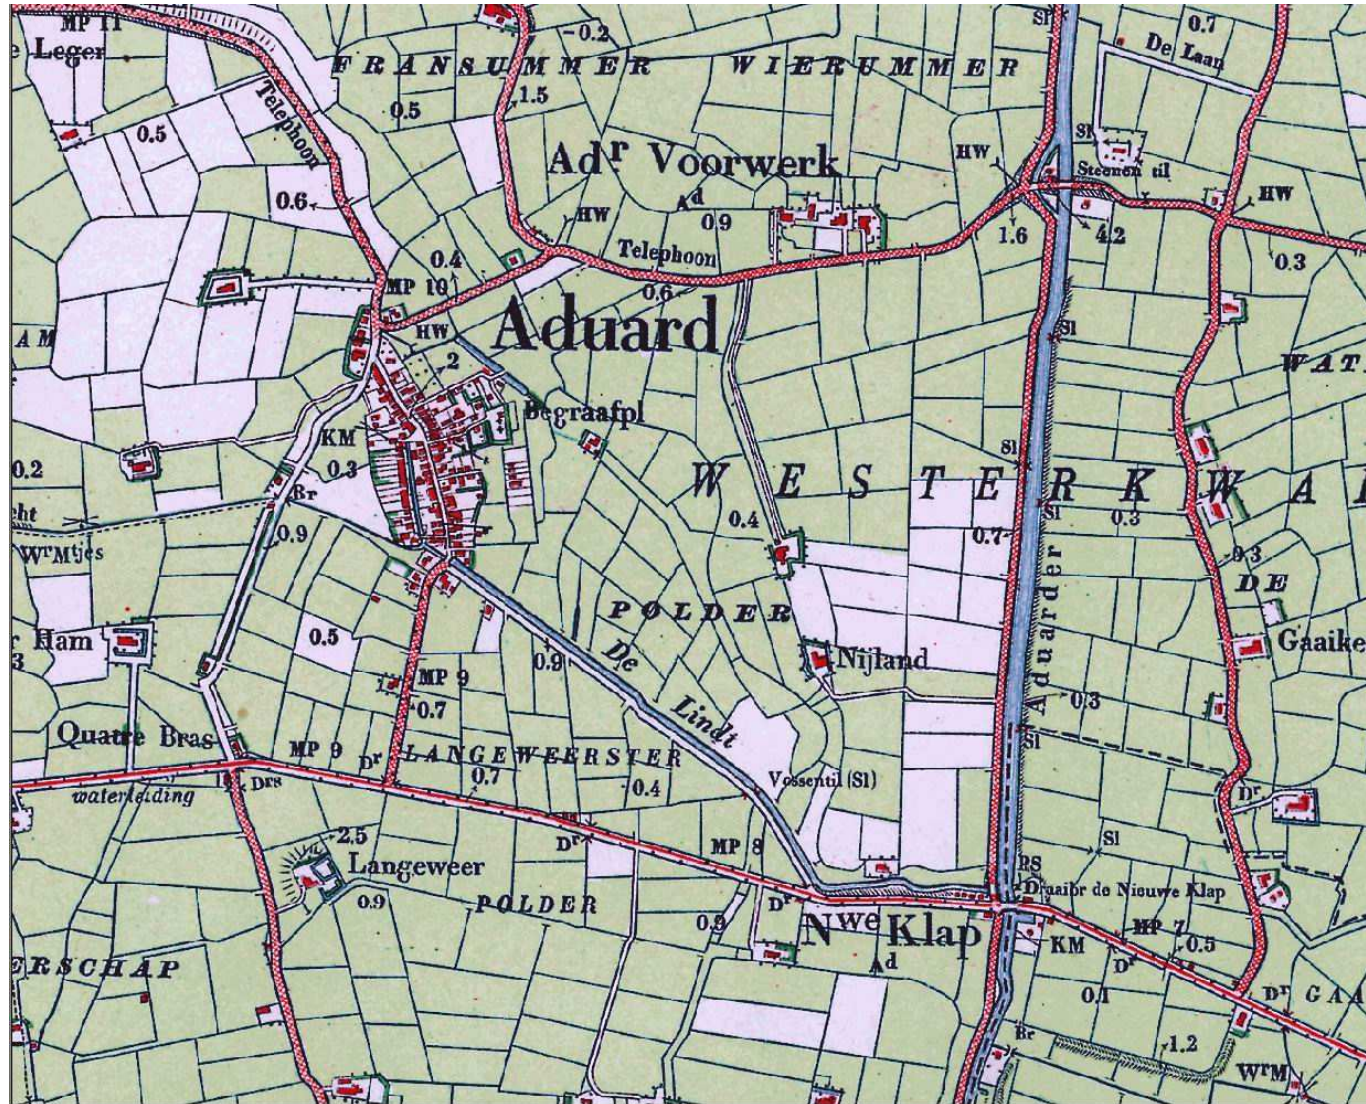 MP 11
Leger
-0.2
Sl
0.7
De Laan
FRANSUMMER
WIERUMMER
Telephoon
1.5
0.5
0.5
Adr Voorwerk
HW
Sl
Steenen til
0.6
Ad
0.9
HW
HW
1.6
4.2
Telephoon
0.4
0.3
MP 10
0.6
Aduard
HW
AM
Sl
2
WAT
Begraafpl
KM
Sl
0.2
0.3
WESTERKWA
Br
0.4
Sl
0.3
WrMtjes
0.9
0.7
0.3
DE
POLDER
Ham
0.5
Aduarder
Gaaike
De Lindt
0.9
Nijland
MP 9
0.7
0.3
Quatre Bras
MP 9
Dr
LANGEWEERSTER
Sl
Drs
0.7
0.4
Vossentil (Sl)
Dr
waterleiding
2.5
Dr
MP 8
Sl
Langeweer
PS
Draaibr de Nieuwe Klap
0.9
POLDER
Dr
0.9
Nwe Klap
KM
MP 7
0.5
Ad
Dr
ERSCHAP
0.1
Dr
GAA
Br
1.2
WrM